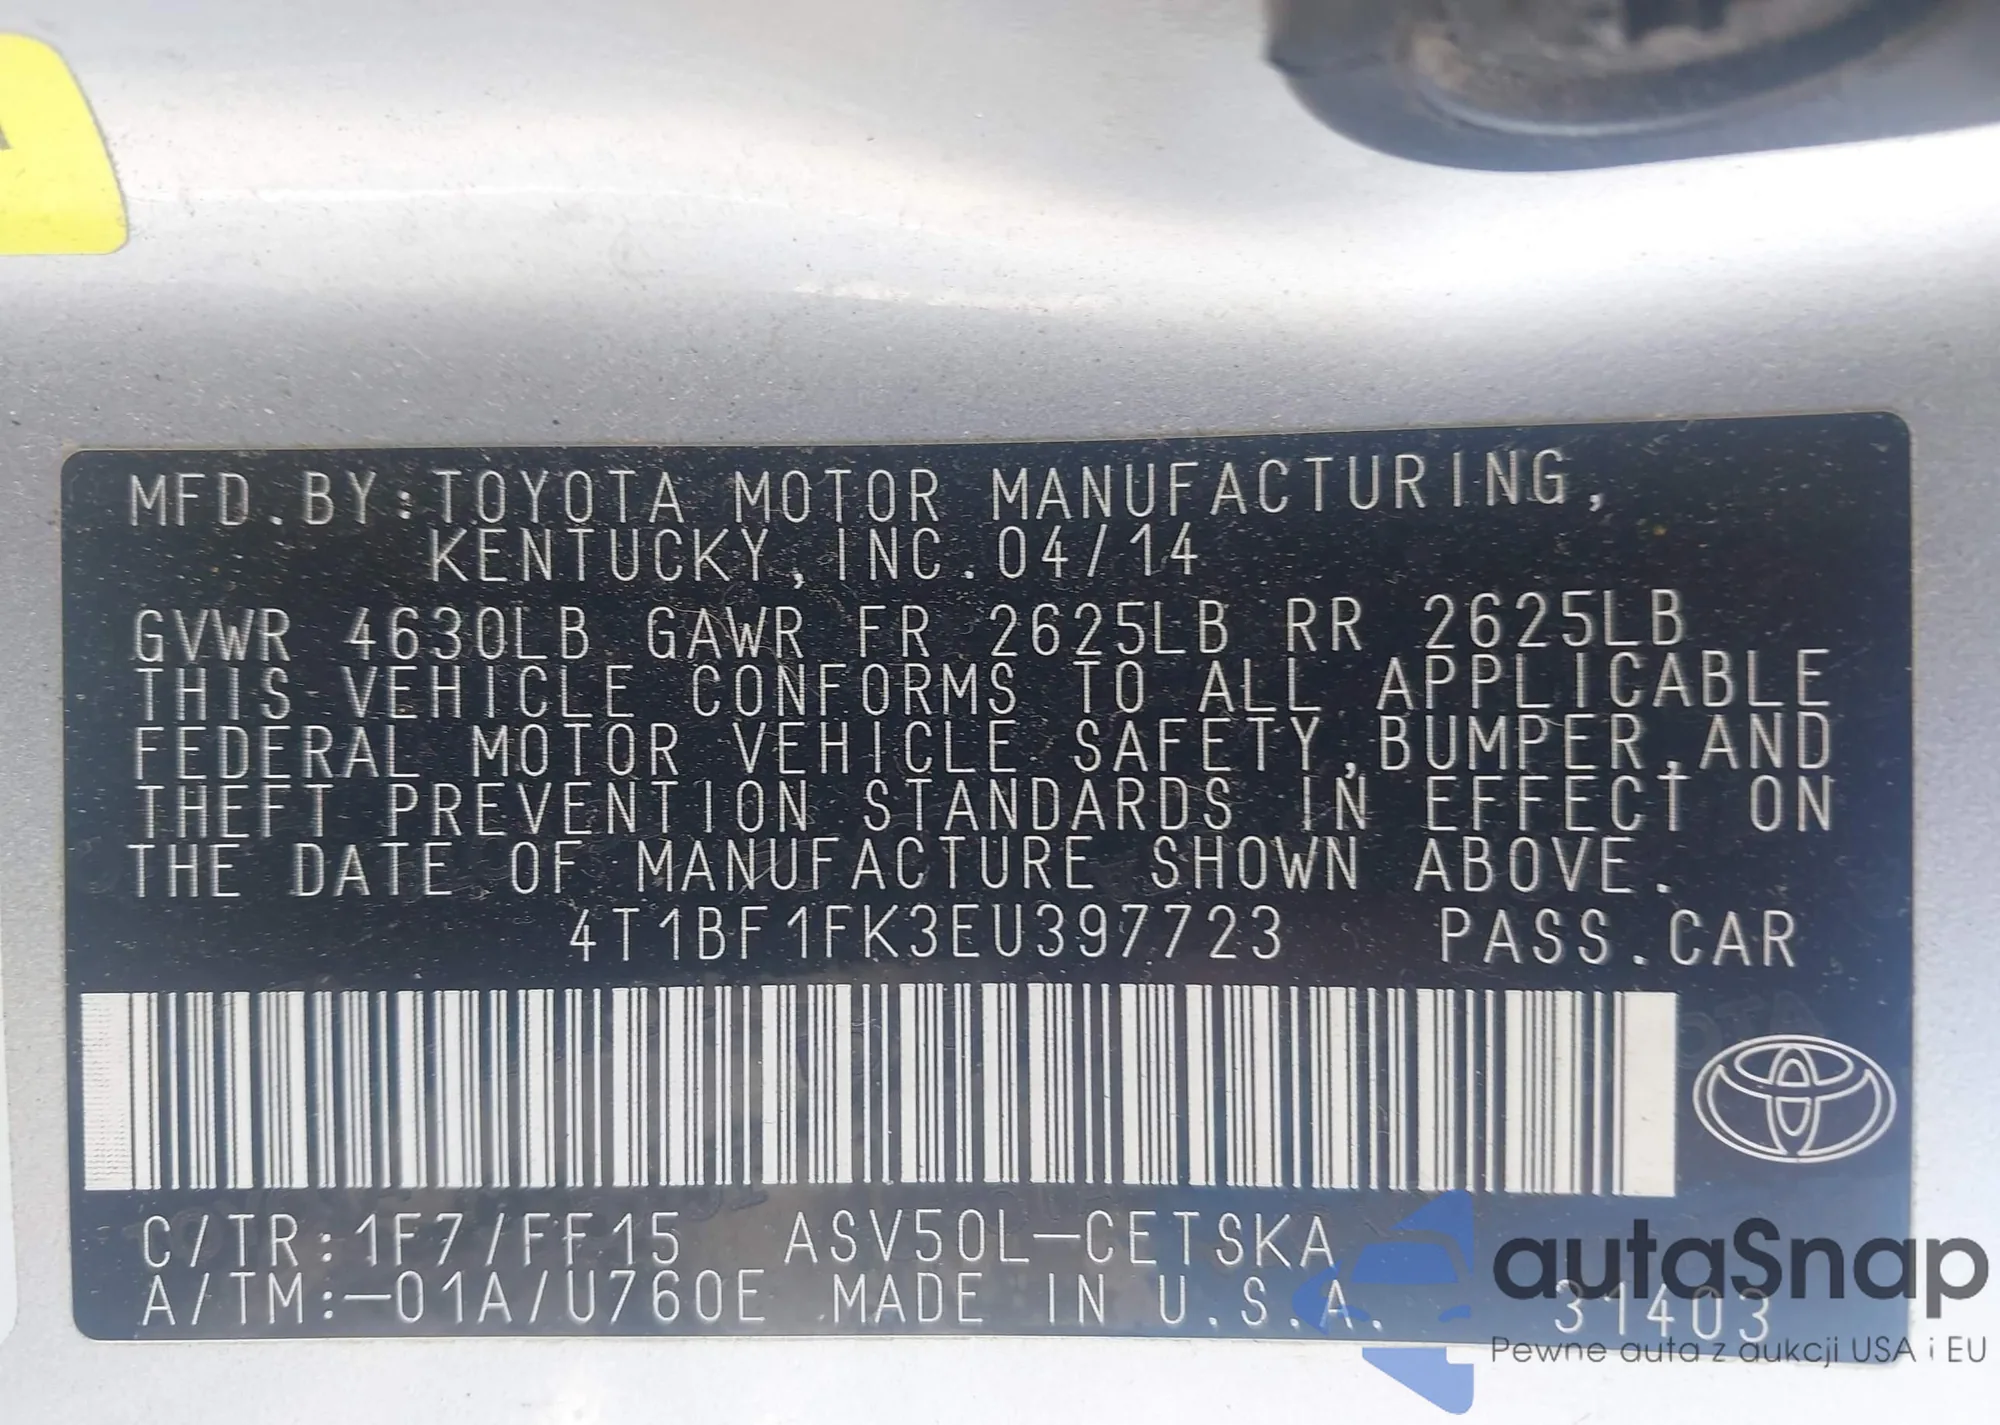 MFD.BY:TOYOTA MOTOR MANUFACTURING,
KENTUCKY,INC.04/14
GVWR 4630LB GAWR FR 2625LB RR 2625LB
THIS VEHICLE CONFORMS TO ALL APPLICABLE
FEDERAL MOTOR VEHICLE SAFETY,BUMPER,AND
THEFT PREVENTION STANDARDS IN EFFECT ON
THE DATE OF MANUFACTURE SHOWN ABOVE.
4T1BF1FK3EU397723 PASS.CAR
C/TR:1F7/FF15 ASV50L-CETSKA
A/TM:-01A/U760E MADE IN U.S.A. 31403
autoSnap
Pewne auta z aukcji USA i EU